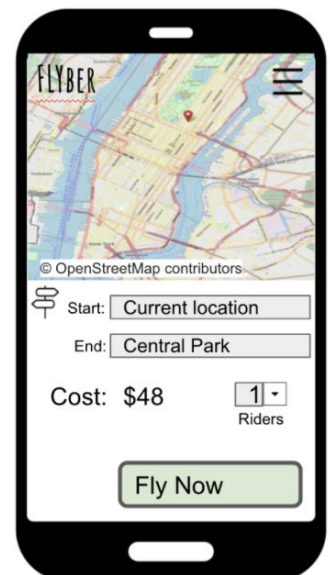 FLYBER
© OpenStreetMap contributors
Start: Current location
End: Central Park
Cost: $48 1
Riders
Fly Now